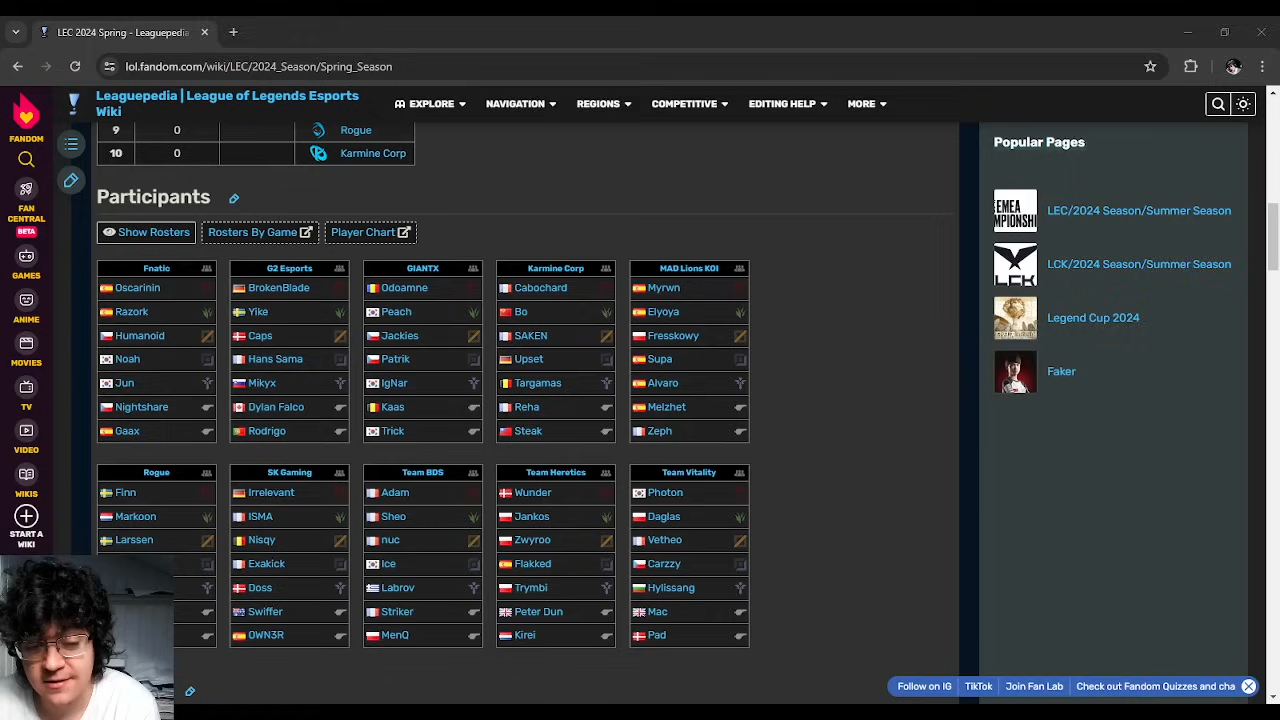 LEC 2024 Spring - Leaguepedia
lol.fandom.com/wiki/LEC/2024_Season/Spring_Season
FANDOM
FAN CENTRAL
BETA
GAMES
ANIME
MOVIES
TV
VIDEO
WIKIS
START A WIKI
Leaguepedia | League of Legends Esports Wiki
EXPLORE NAVIGATION REGIONS COMPETITIVE EDITING HELP MORE
9 0 Rogue
10 0 Karmine Corp
Participants
Show Rosters Rosters By Game Player Chart
Fnatic G2 Esports GIANTX Karmine Corp MAD Lions KOI
Oscarinin BrokenBlade Odoamne Cabochard Myrwn
Razork Yike Peach Bo Elyoya
Humanoid Caps Jackies SAKEN Fresskowy
Noah Hans Sama Patrik Upset Supa
Jun Mikyx IgNar Targamas Alvaro
Nightshare Dylan Falco Kaas Reha Melzhet
Gaax Rodrigo Trick Steak Zeph
Rogue SK Gaming Team BDS Team Heretics Team Vitality
Finn Irrelevant Adam Wunder Photon
Markoon ISMA Sheo Jankos Daglas
Larssen Nisqy nuc Zwyroo Vetheo
Exakick Ice Flakked Carzzy
Doss Labrov Trymbi Hylissang
Swiffer Striker Peter Dun Mac
OWN3R MenQ Kirei Pad
Popular Pages
LEC/2024 Season/Summer Season
LCK/2024 Season/Summer Season
Legend Cup 2024
Faker
Follow on IG TikTok Join Fan Lab Check out Fandom Quizzes and cha